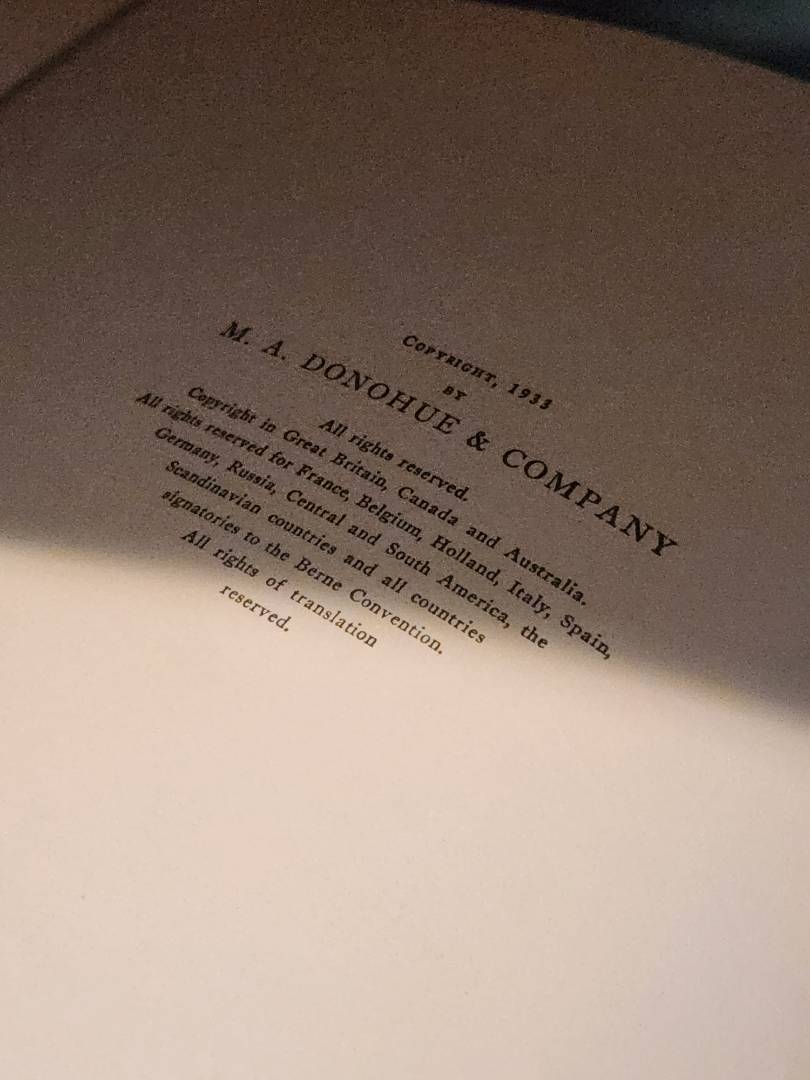 COPYRIGHT, 1933
BY
M. A. DONOHUE & COMPANY
All rights reserved.
Copyright in Great Britain, Canada and Australia.
All rights reserved for France, Belgium, Holland, Italy, Spain,
Germany, Russia, Central and South America, the
Scandinavian countries and all countries
signatories to the Berne Convention.
All rights of translation
reserved.